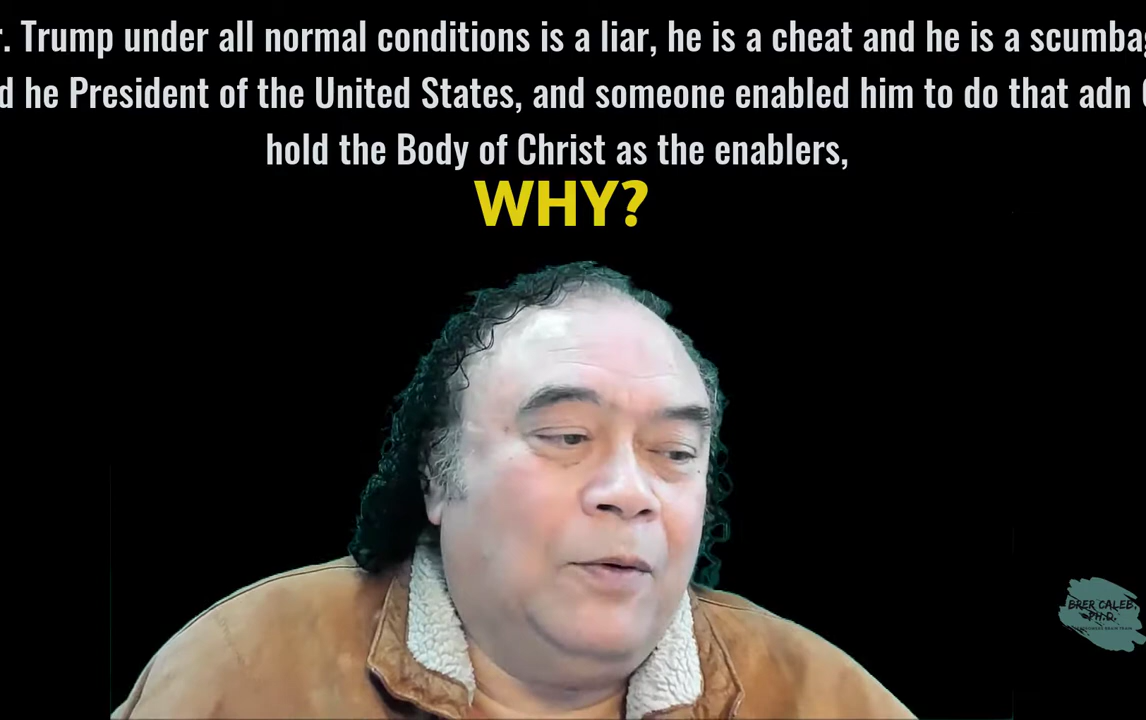 r. Trump under all normal conditions is a liar, he is a cheat and he is a scumba
d he President of the United States, and someone enabled him to do that adn
hold the Body of Christ as the enablers,
WHY?
BRER CALEB,
PH.D.